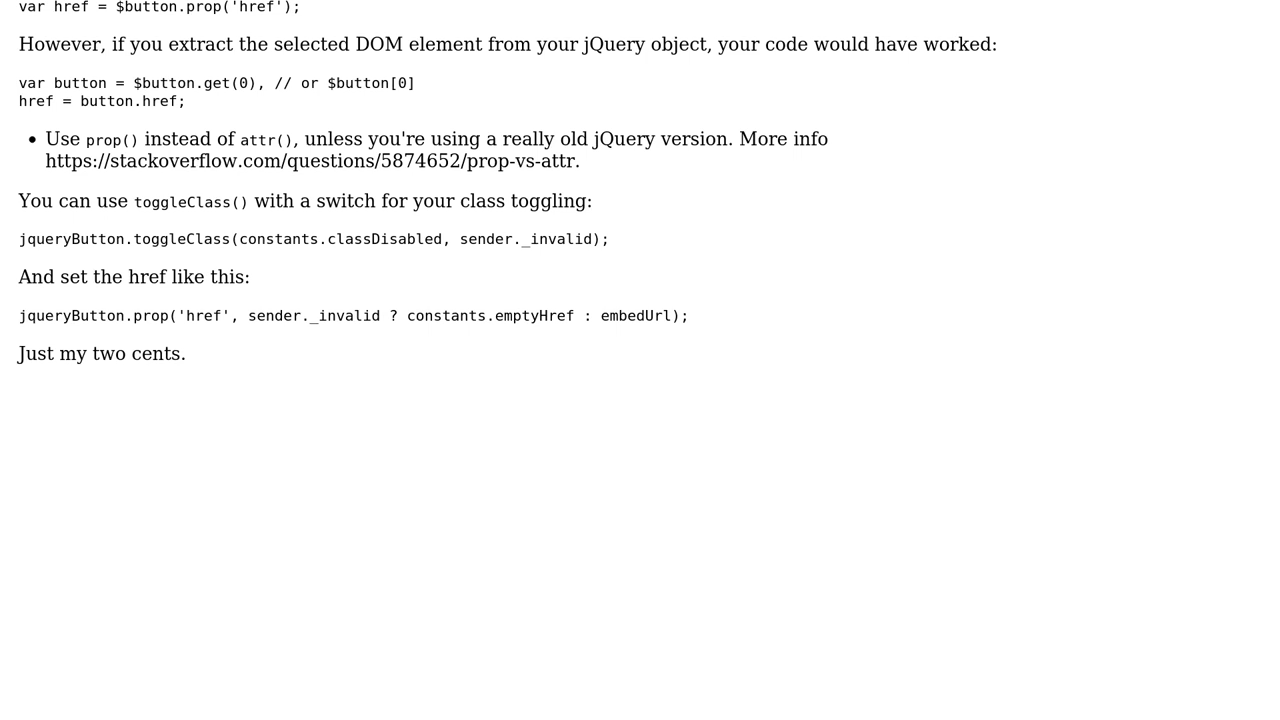 var href = $button.prop('href');
However, if you extract the selected DOM element from your jQuery object, your code would have worked:
var button = $button.get(0), // or $button[0]
href = button.href;
• Use prop() instead of attr(), unless you're using a really old jQuery version. More info
https://stackoverflow.com/questions/5874652/prop-vs-attr.
You can use toggleClass() with a switch for your class toggling:
jqueryButton.toggleClass(constants.classDisabled, sender._invalid);
And set the href like this:
jqueryButton.prop('href', sender._invalid ? constants.emptyHref : embedUrl);
Just my two cents.